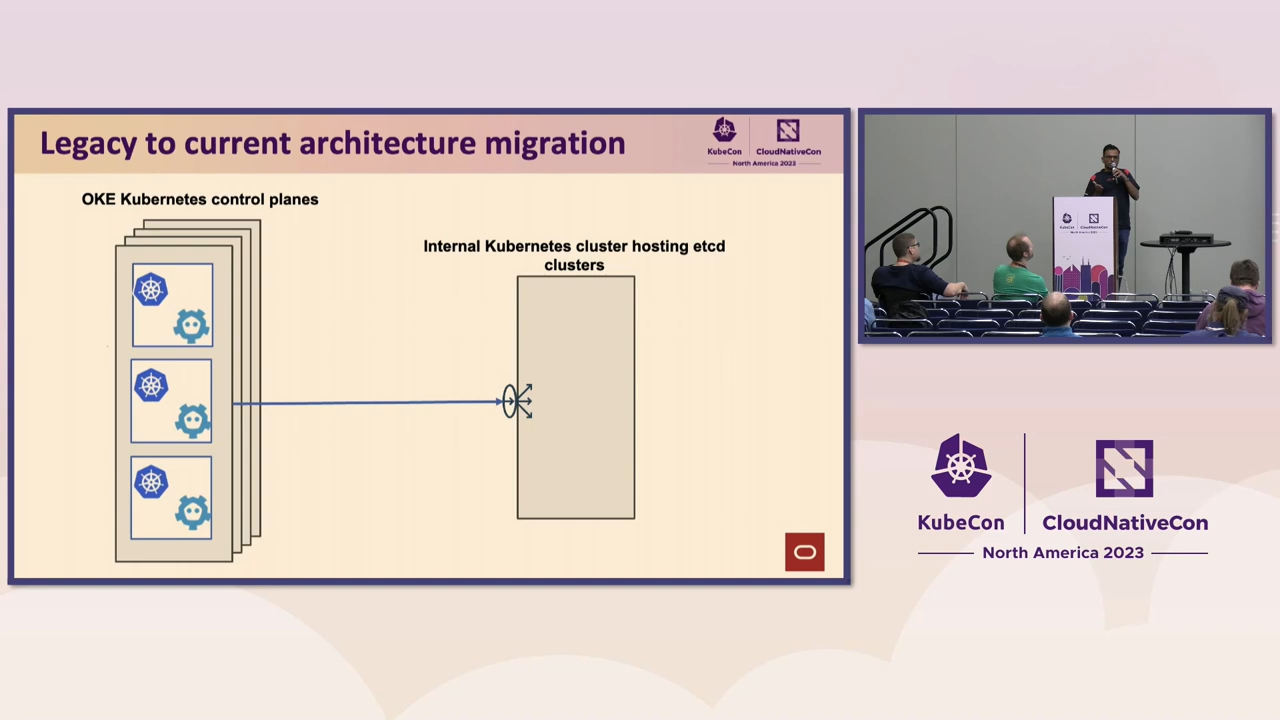 Legacy to current architecture migration
KubeCon
CloudNativeCon
North America 2023
OKE Kubernetes control planes
Internal Kubernetes cluster hosting etcd
clusters
KubeCon
CloudNativeCon
North America 2023